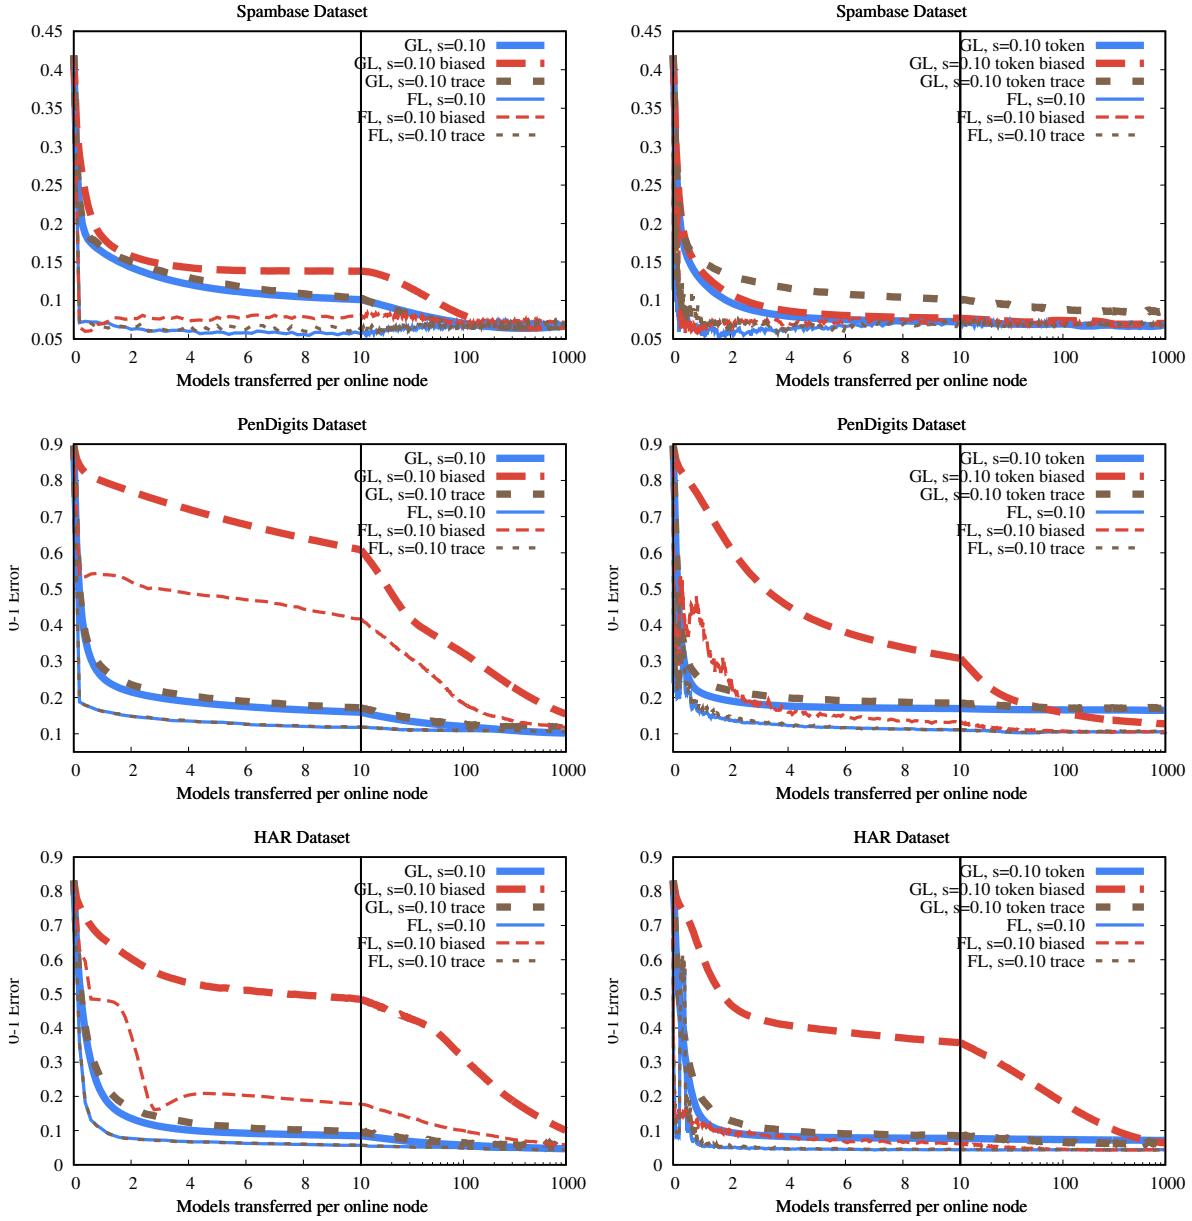 Spambase Dataset
GL, s=0.10
GL, s=0.10 biased
GL, s=0.10 trace
FL, s=0.10
FL, s=0.10 biased
FL, s=0.10 trace
0.45
0.4
0.35
0.3
0.25
0.2
0.15
0.1
0.05
0 2 4 6 8 10 100 1000
Models transferred per online node
Spambase Dataset
GL, s=0.10 token
GL, s=0.10 token biased
GL, s=0.10 token trace
FL, s=0.10
FL, s=0.10 biased
FL, s=0.10 trace
0.45
0.4
0.35
0.3
0.25
0.2
0.15
0.1
0.05
0 2 4 6 8 10 100 1000
Models transferred per online node
PenDigits Dataset
GL, s=0.10
GL, s=0.10 biased
GL, s=0.10 trace
FL, s=0.10
FL, s=0.10 biased
FL, s=0.10 trace
0-1 Error
0.9
0.8
0.7
0.6
0.5
0.4
0.3
0.2
0.1
0 2 4 6 8 10 100 1000
Models transferred per online node
PenDigits Dataset
GL, s=0.10 token
GL, s=0.10 token biased
GL, s=0.10 token trace
FL, s=0.10
FL, s=0.10 biased
FL, s=0.10 trace
0-1 Error
0.9
0.8
0.7
0.6
0.5
0.4
0.3
0.2
0.1
0 2 4 6 8 10 100 1000
Models transferred per online node
HAR Dataset
GL, s=0.10
GL, s=0.10 biased
GL, s=0.10 trace
FL, s=0.10
FL, s=0.10 biased
FL, s=0.10 trace
0-1 Error
0.9
0.8
0.7
0.6
0.5
0.4
0.3
0.2
0.1
0
0 2 4 6 8 10 100 1000
Models transferred per online node
HAR Dataset
GL, s=0.10 token
GL, s=0.10 token biased
GL, s=0.10 token trace
FL, s=0.10
FL, s=0.10 biased
FL, s=0.10 trace
0-1 Error
0.9
0.8
0.7
0.6
0.5
0.4
0.3
0.2
0.1
0
0 2 4 6 8 10 100 1000
Models transferred per online node